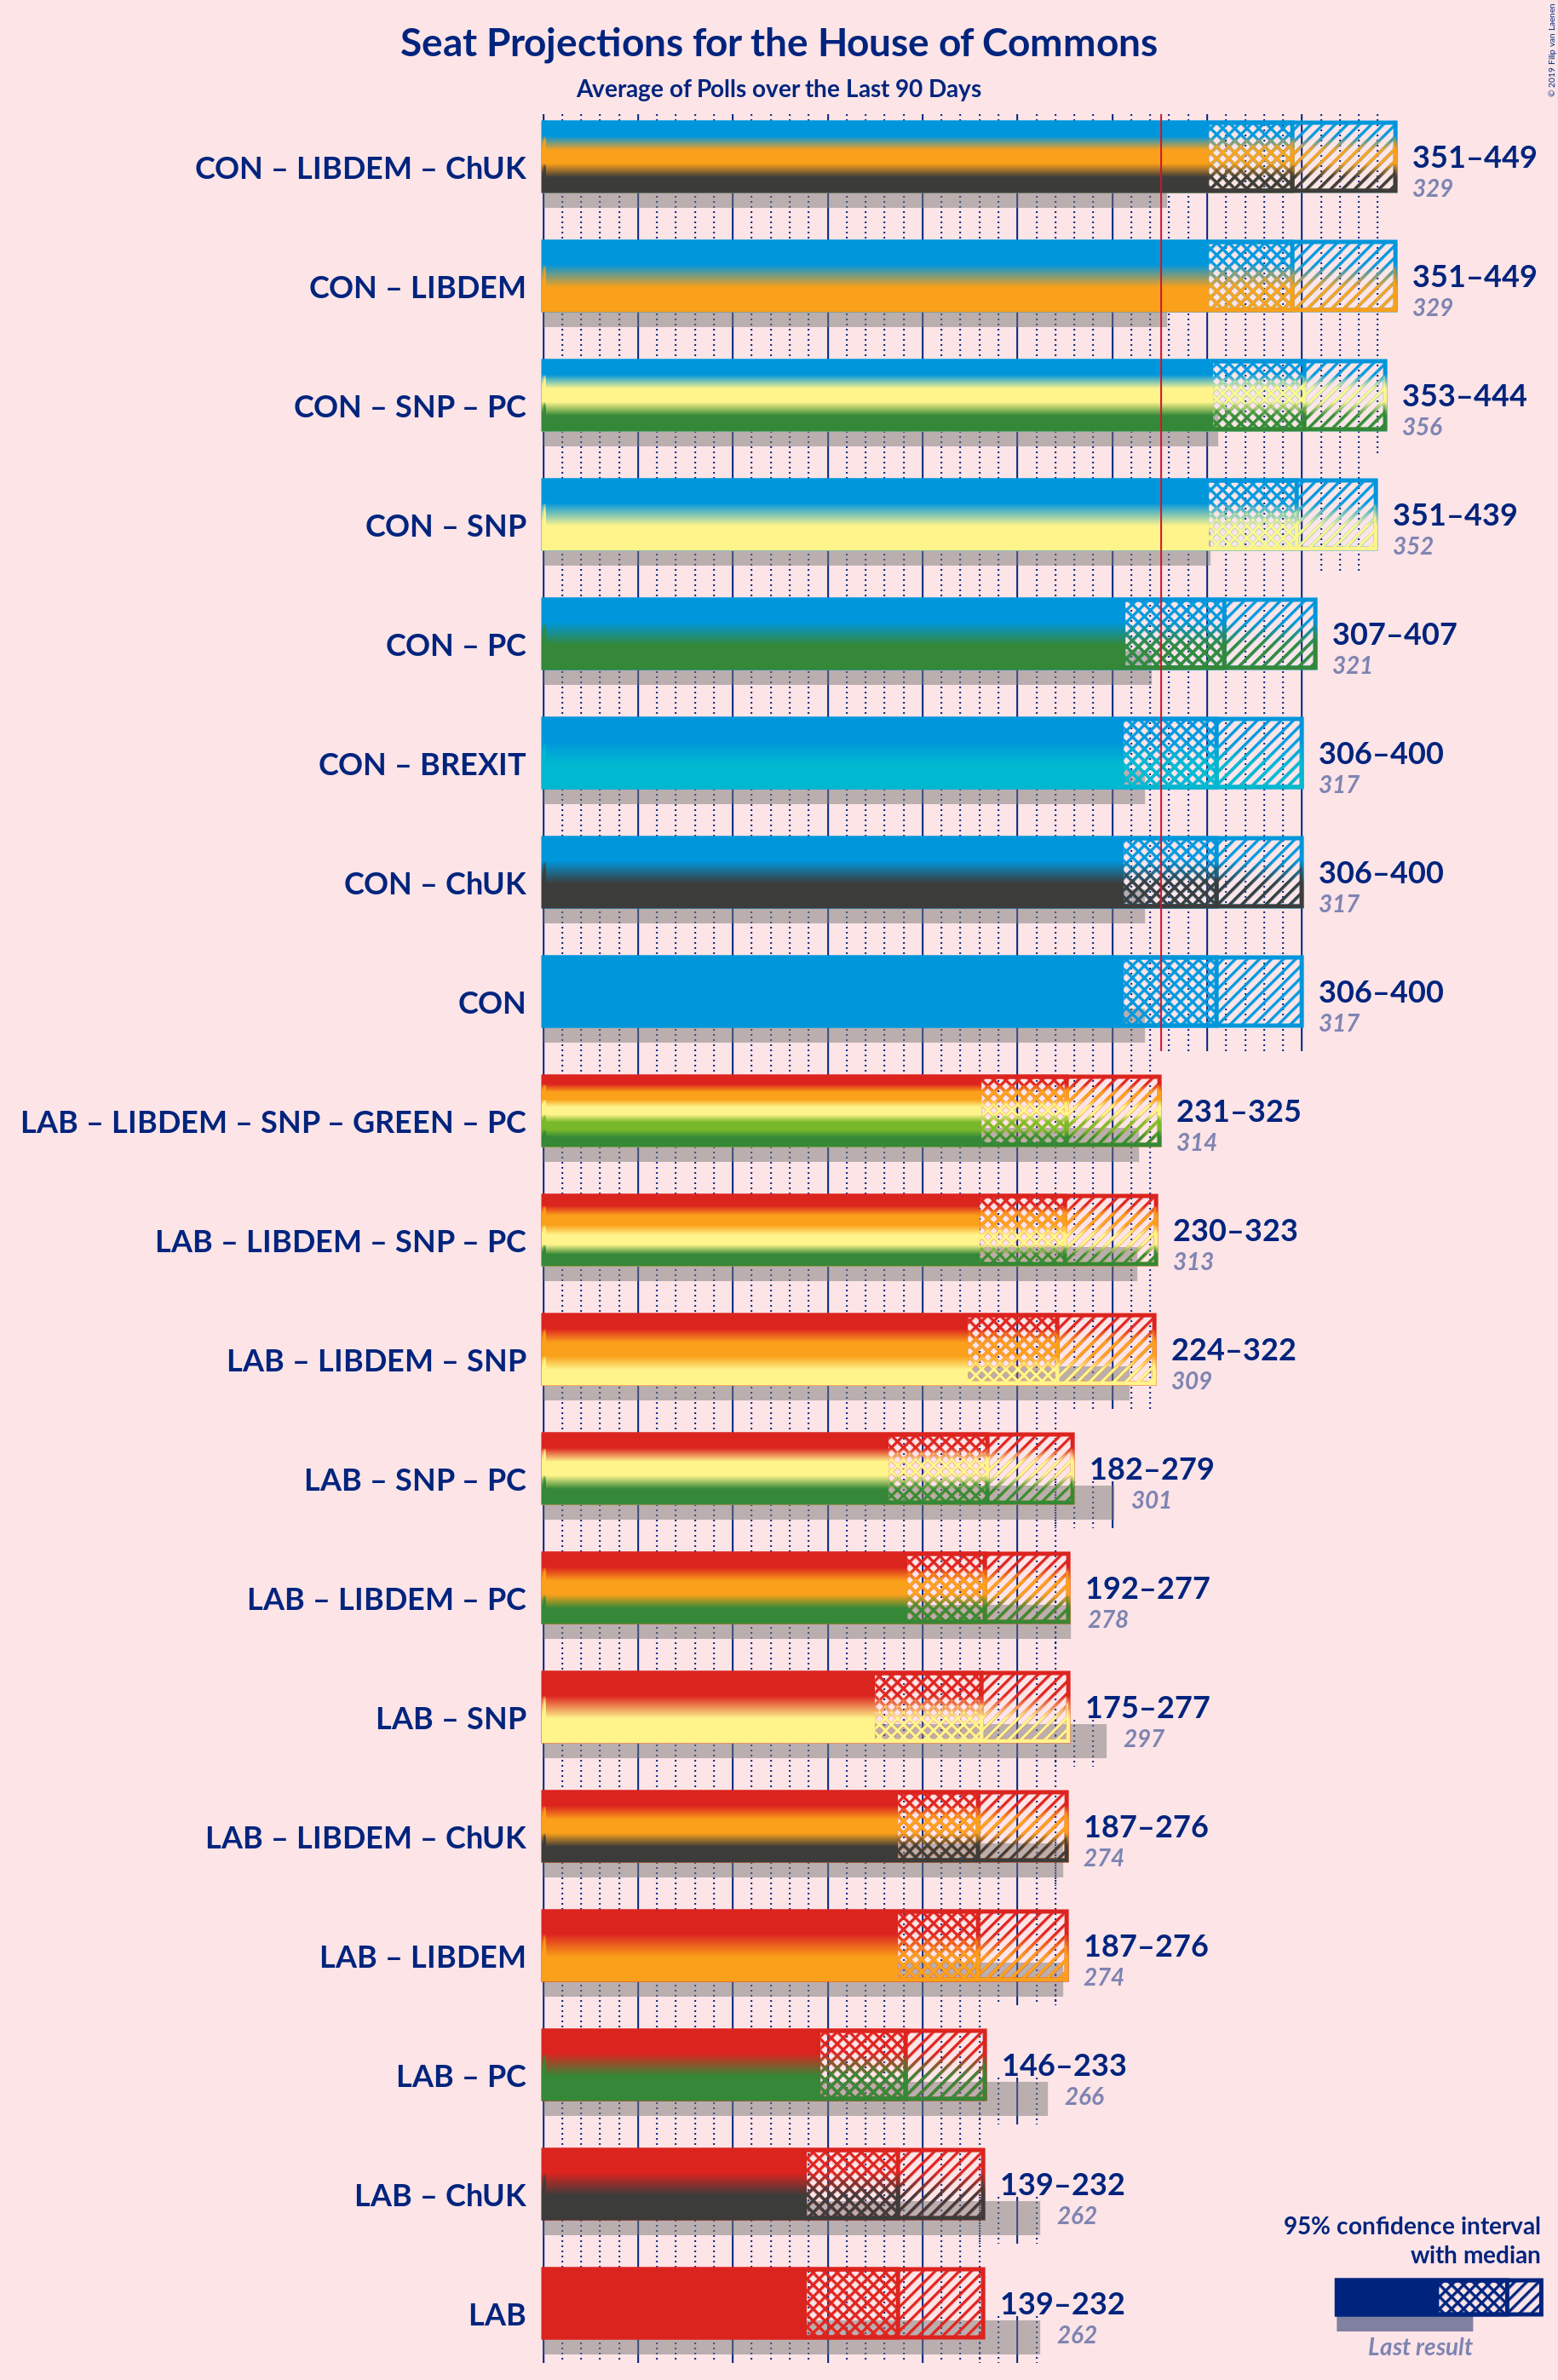 Seat Projections for the House of Commons
Average of Polls over the Last 90 Days
© 2019 Filip van Laenen
CON – LIBDEM – ChUK
351–449
329
CON – LIBDEM
351–449
329
CON – SNP – PC
353–444
356
CON – SNP
351–439
352
CON – PC
307–407
321
CON – BREXIT
306–400
317
CON – ChUK
306–400
317
CON
306–400
317
LAB – LIBDEM – SNP – GREEN – PC
231–325
314
LAB – LIBDEM – SNP – PC
230–323
313
LAB – LIBDEM – SNP
224–322
309
LAB – SNP – PC
182–279
301
LAB – LIBDEM – PC
192–277
278
LAB – SNP
175–277
297
LAB – LIBDEM – ChUK
187–276
274
LAB – LIBDEM
187–276
274
LAB – PC
146–233
266
LAB – ChUK
139–232
262
LAB
139–232
262
95% confidence interval
with median
Last result